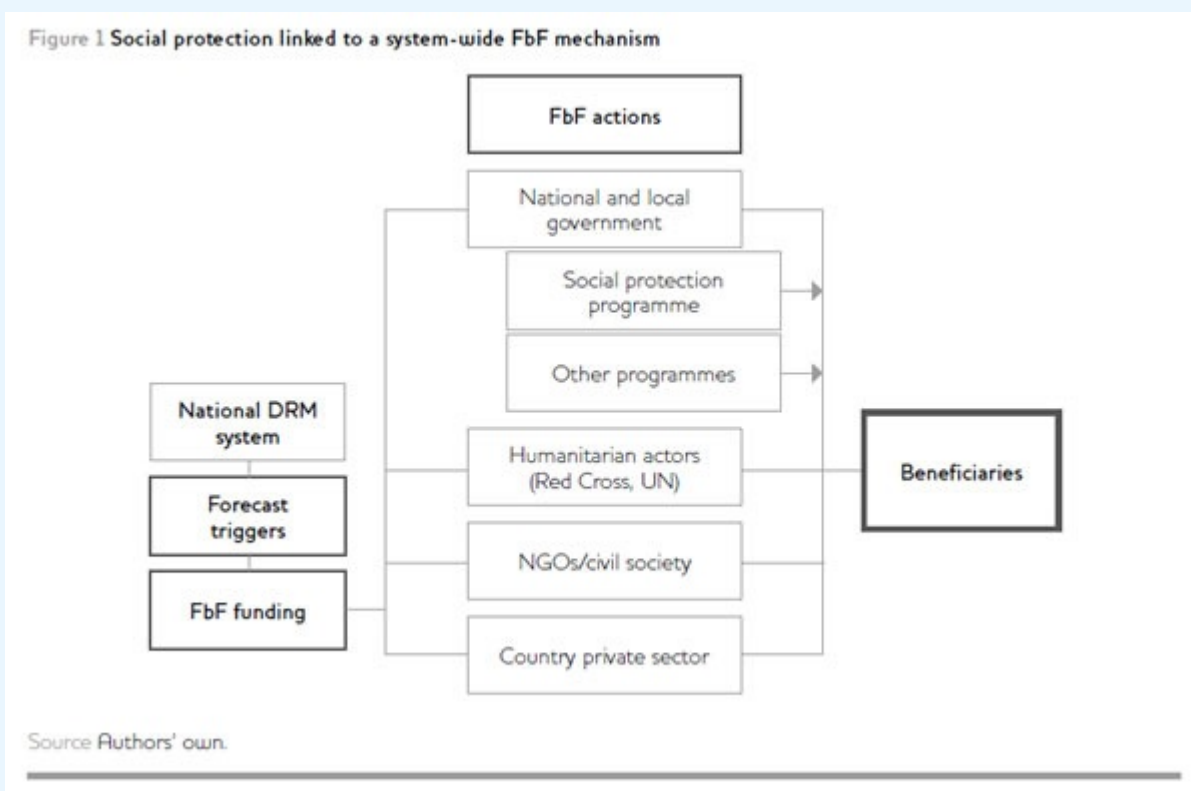 Figure 1 Social protection linked to a system-wide FbF mechanism
FbF actions
National and local
government
Social protection
programme
Other programmes
National DRM
system
Humanitarian actors
(Red Cross, UN)
Beneficiaries
Forecast
triggers
NGOs/civil society
FbF funding
Country private sector
Source Authors' own.